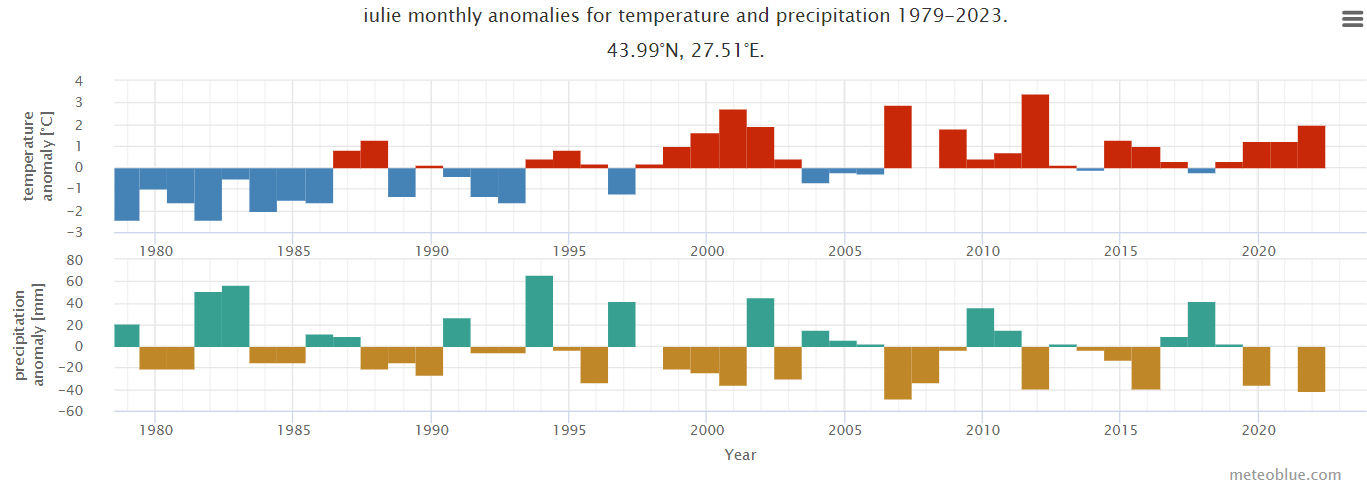 iulie monthly anomalies for temperature and precipitation 1979-2023.
43.99°N, 27.51°E.
temperature
anomaly [°C]
4
3
2
1
0
-1
-2
-3
1980 1985 1990 1995 2000 2005 2010 2015 2020
precipitation
anomaly [mm]
80
60
40
20
0
-20
-40
-60
1980 1985 1990 1995 2000 2005 2010 2015 2020
Year
meteoblue.com